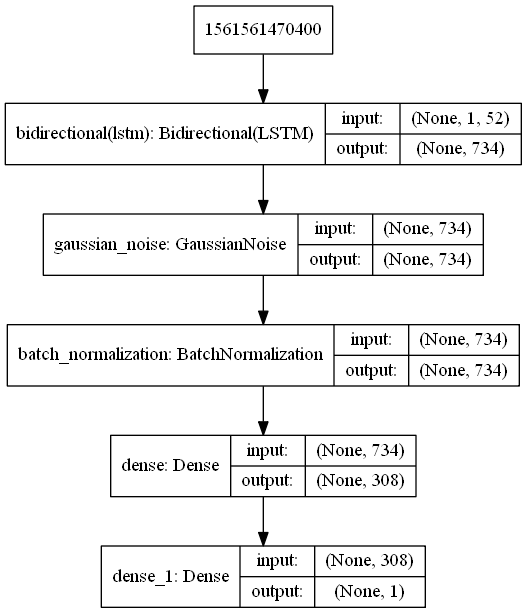 1561561470400
bidirectional(lstm): Bidirectional(LSTM)
input: (None, 1, 52)
output: (None, 734)
gaussian_noise: GaussianNoise
input: (None, 734)
output: (None, 734)
batch_normalization: BatchNormalization
input: (None, 734)
output: (None, 734)
dense: Dense
input: (None, 734)
output: (None, 308)
dense_1: Dense
input: (None, 308)
output: (None, 1)